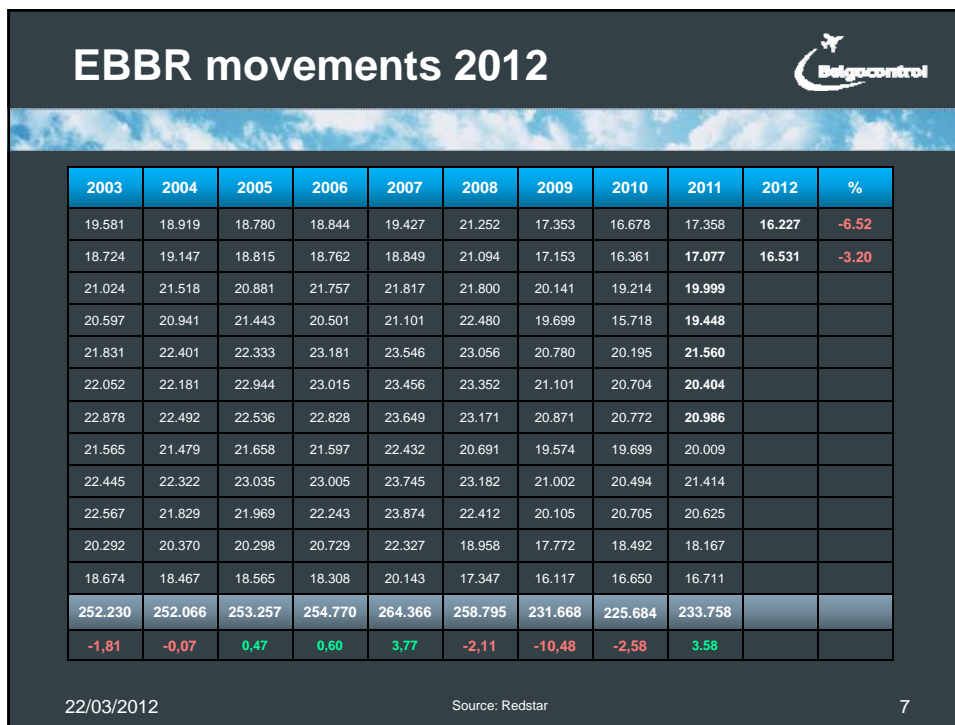 EBBR movements 2012
Belgocontrol
2003 2004 2005 2006 2007 2008 2009 2010 2011 2012 %
19.581 18.919 18.780 18.844 19.427 21.252 17.353 16.678 17.358 16.227 -6.52
18.724 19.147 18.815 18.762 18.849 21.094 17.153 16.361 17.077 16.531 -3.20
21.024 21.518 20.881 21.757 21.817 21.800 20.141 19.214 19.999
20.597 20.941 21.443 20.501 21.101 22.480 19.699 15.718 19.448
21.831 22.401 22.333 23.181 23.546 23.056 20.780 20.195 21.560
22.052 22.181 22.944 23.015 23.456 23.352 21.101 20.704 20.404
22.878 22.492 22.536 22.828 23.649 23.171 20.871 20.772 20.986
21.565 21.479 21.658 21.597 22.432 20.691 19.574 19.699 20.009
22.445 22.322 23.035 23.005 23.745 23.182 21.002 20.494 21.414
22.567 21.829 21.969 22.243 23.874 22.412 20.105 20.705 20.625
20.292 20.370 20.298 20.729 22.327 18.958 17.772 18.492 18.167
18.674 18.467 18.565 18.308 20.143 17.347 16.117 16.650 16.711
252.230 252.066 253.257 254.770 264.366 258.795 231.668 225.684 233.758
-1,81 -0,07 0,47 0,60 3,77 -2,11 -10,48 -2,58 3.58
22/03/2012 Source: Redstar 7